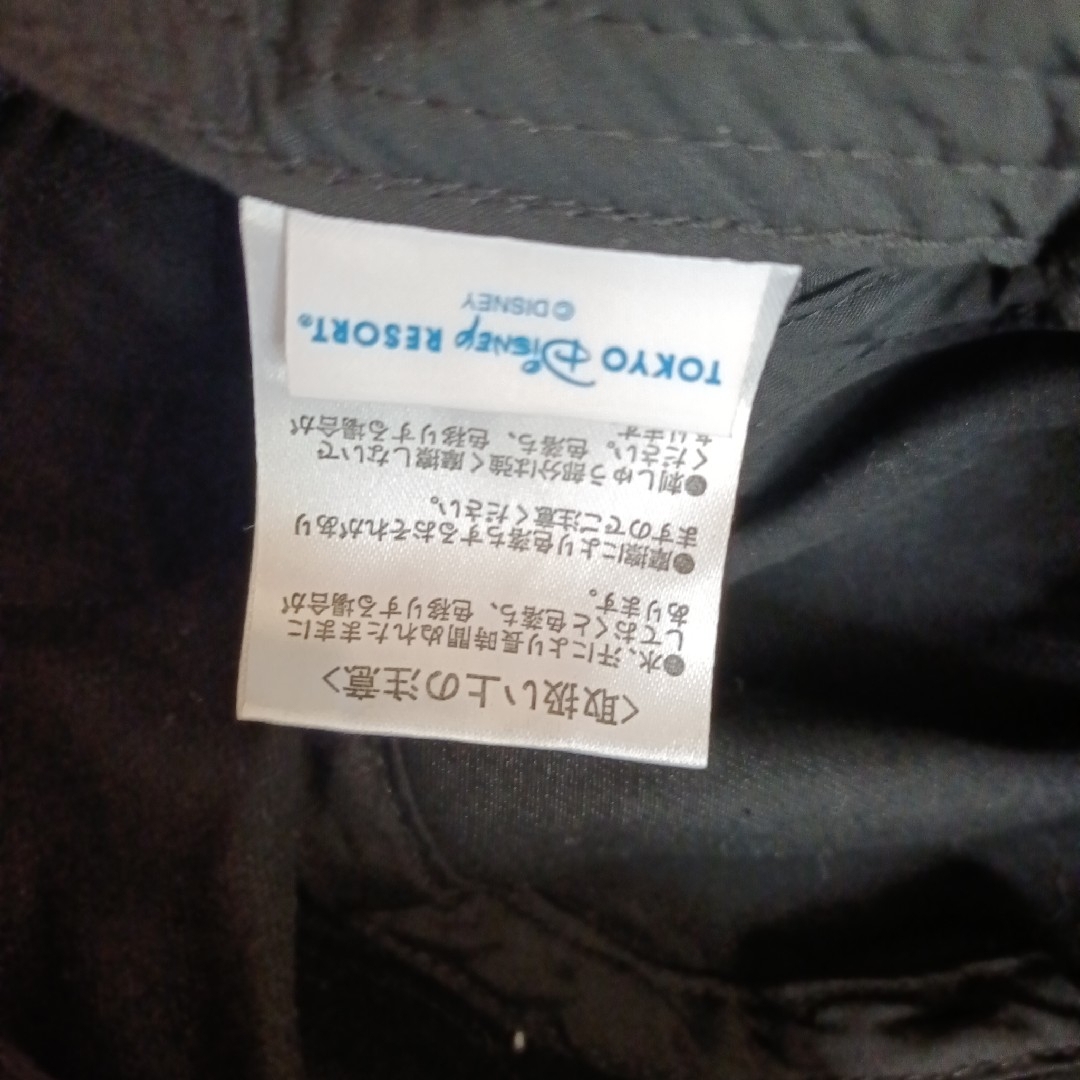 <取扱い上の注意>
●水、汗により長時間ぬれたままに
しておくと色落ち、色移りする場合が
あります。
●摩擦により色落ちするおそれがあり
ますのでご注意ください。
●刺しゅう部分は強く摩擦しないで
ください。色落ち、色移りする場合が
あります。
TOKYO Disney RESORT®
© DISNEY